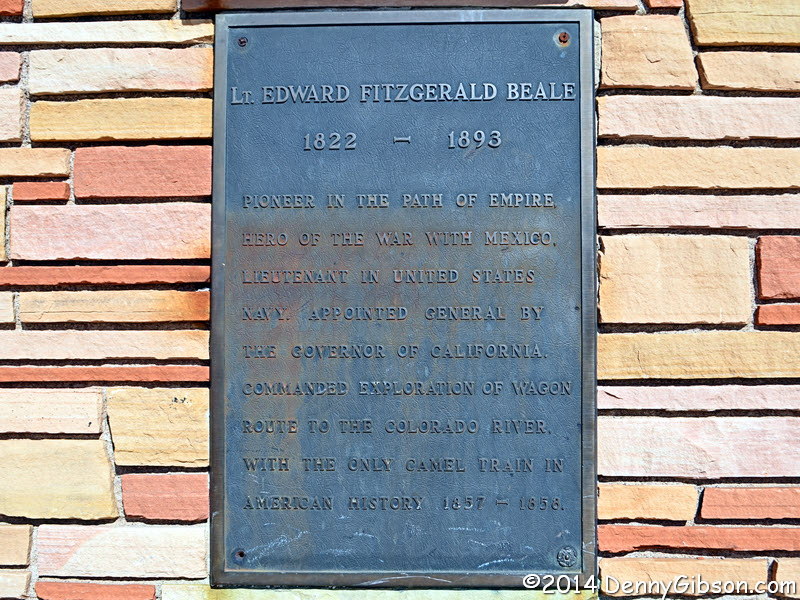 Lt. EDWARD FITZGERALD BEALE
1822 – 1893
PIONEER IN THE PATH OF EMPIRE,
HERO OF THE WAR WITH MEXICO,
LIEUTENANT IN UNITED STATES
NAVY. APPOINTED GENERAL BY
THE GOVERNOR OF CALIFORNIA.
COMMANDED EXPLORATION OF WAGON
ROUTE TO THE COLORADO RIVER,
WITH THE ONLY CAMEL TRAIN IN
AMERICAN HISTORY 1857 – 1858.
©2014 DennyGibson.com